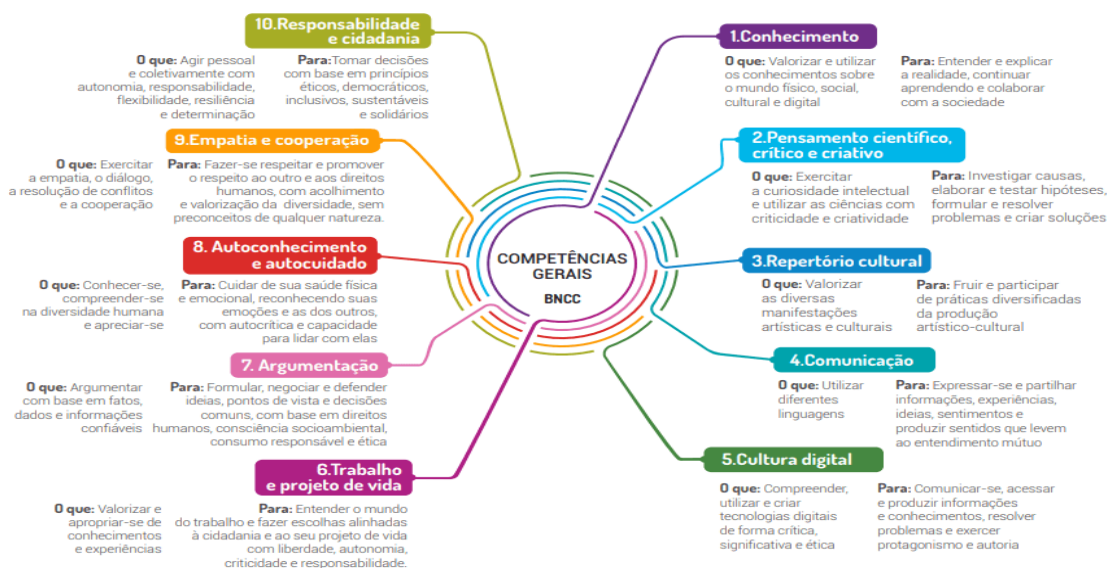 COMPETÊNCIAS
GERAIS
BNCC
1.Conhecimento
O que: Valorizar e utilizar
os conhecimentos sobre
o mundo físico, social,
cultural e digital
Para: Entender e explicar
a realidade, continuar
aprendendo e colaborar
com a sociedade
2.Pensamento científico,
crítico e criativo
O que: Exercitar
a curiosidade intelectual
e utilizar as ciências com
criticidade e criatividade
Para: Investigar causas,
elaborar e testar hipóteses,
formular e resolver
problemas e criar soluções
3.Repertório cultural
O que: Valorizar
as diversas
manifestações
artísticas e culturais
Para: Fruir e participar
de práticas diversificadas
da produção
artístico-cultural
4.Comunicação
O que: Utilizar
diferentes
linguagens
Para: Expressar-se e partilhar
informações, experiências,
ideias, sentimentos e
produzir sentidos que levem
ao entendimento mútuo
5.Cultura digital
O que: Compreender,
utilizar e criar
tecnologias digitais
de forma crítica,
significativa e ética
Para: Comunicar-se, acessar
e produzir informações
e conhecimentos, resolver
problemas e exercer
protagonismo e autoria
6.Trabalho
e projeto de vida
O que: Valorizar e
apropriar-se de
conhecimentos
e experiências
Para: Entender o mundo
do trabalho e fazer escolhas alinhadas
à cidadania e ao seu projeto de vida
com liberdade, autonomia,
criticidade e responsabilidade.
7. Argumentação
O que: Argumentar
com base em fatos,
dados e informações
confiáveis
Para: Formular, negociar e defender
ideias, pontos de vista e decisões
comuns, com base em direitos
humanos, consciência socioambiental,
consumo responsável e ética
8. Autoconhecimento
e autocuidado
O que: Conhecer-se,
compreender-se
na diversidade humana
e apreciar-se
Para: Cuidar de sua saúde física
e emocional, reconhecendo suas
emoções e as dos outros,
com autocrítica e capacidade
para lidar com elas
9.Empatia e cooperação
O que: Exercitar
a empatia, o diálogo,
a resolução de conflitos
e a cooperação
Para: Fazer-se respeitar e promover
o respeito ao outro e aos direitos
humanos, com acolhimento
e valorização da diversidade, sem
preconceitos de qualquer natureza.
10.Responsabilidade
e cidadania
O que: Agir pessoal
e coletivamente com
autonomia, responsabilidade,
flexibilidade, resiliência
e determinação
Para:Tomar decisões
com base em princípios
éticos, democráticos,
inclusivos, sustentáveis
e solidários